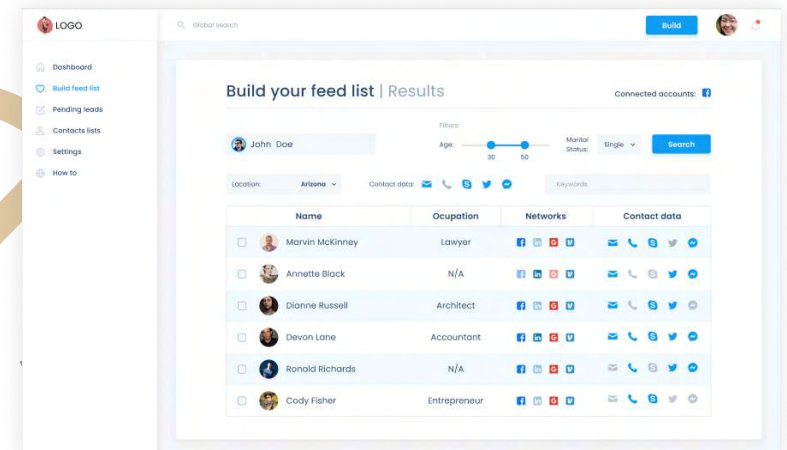 LOGO
Global search
Build
Dashboard
Build feed list
Pending leads
Contacts lists
Settings
How to
Build your feed list | Results
Connected accounts:
Filters:
John Doe
Age:
30 50
Marital Status:
Single
Search
Location:
Arizona
Contact data:
Keywords
Name Ocupation Networks Contact data
Marvin McKinney Lawyer
Annette Black N/A
Dianne Russell Architect
Devon Lane Accountant
Ronald Richards N/A
Cody Fisher Entrepreneur